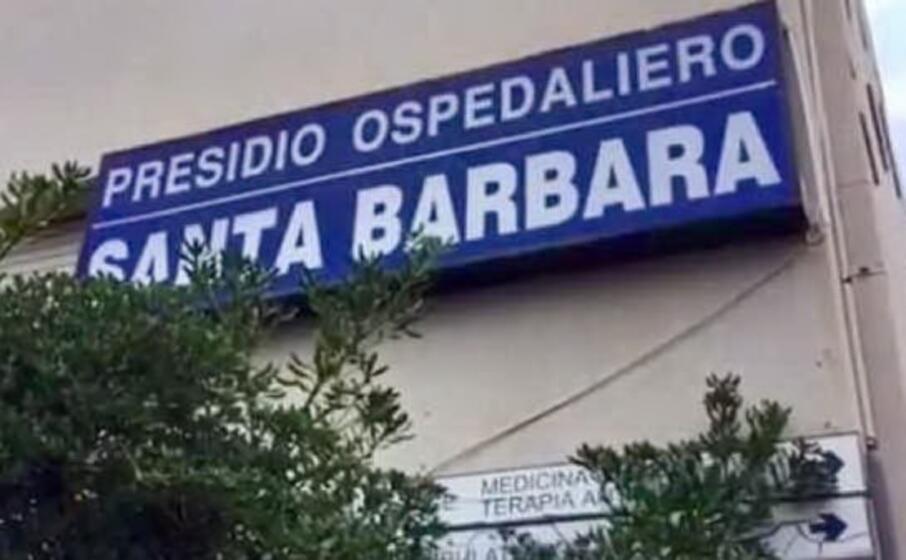 PRESIDIO OSPEDALIERO
SANTA BARBARA
MEDICINA
TERAPIA